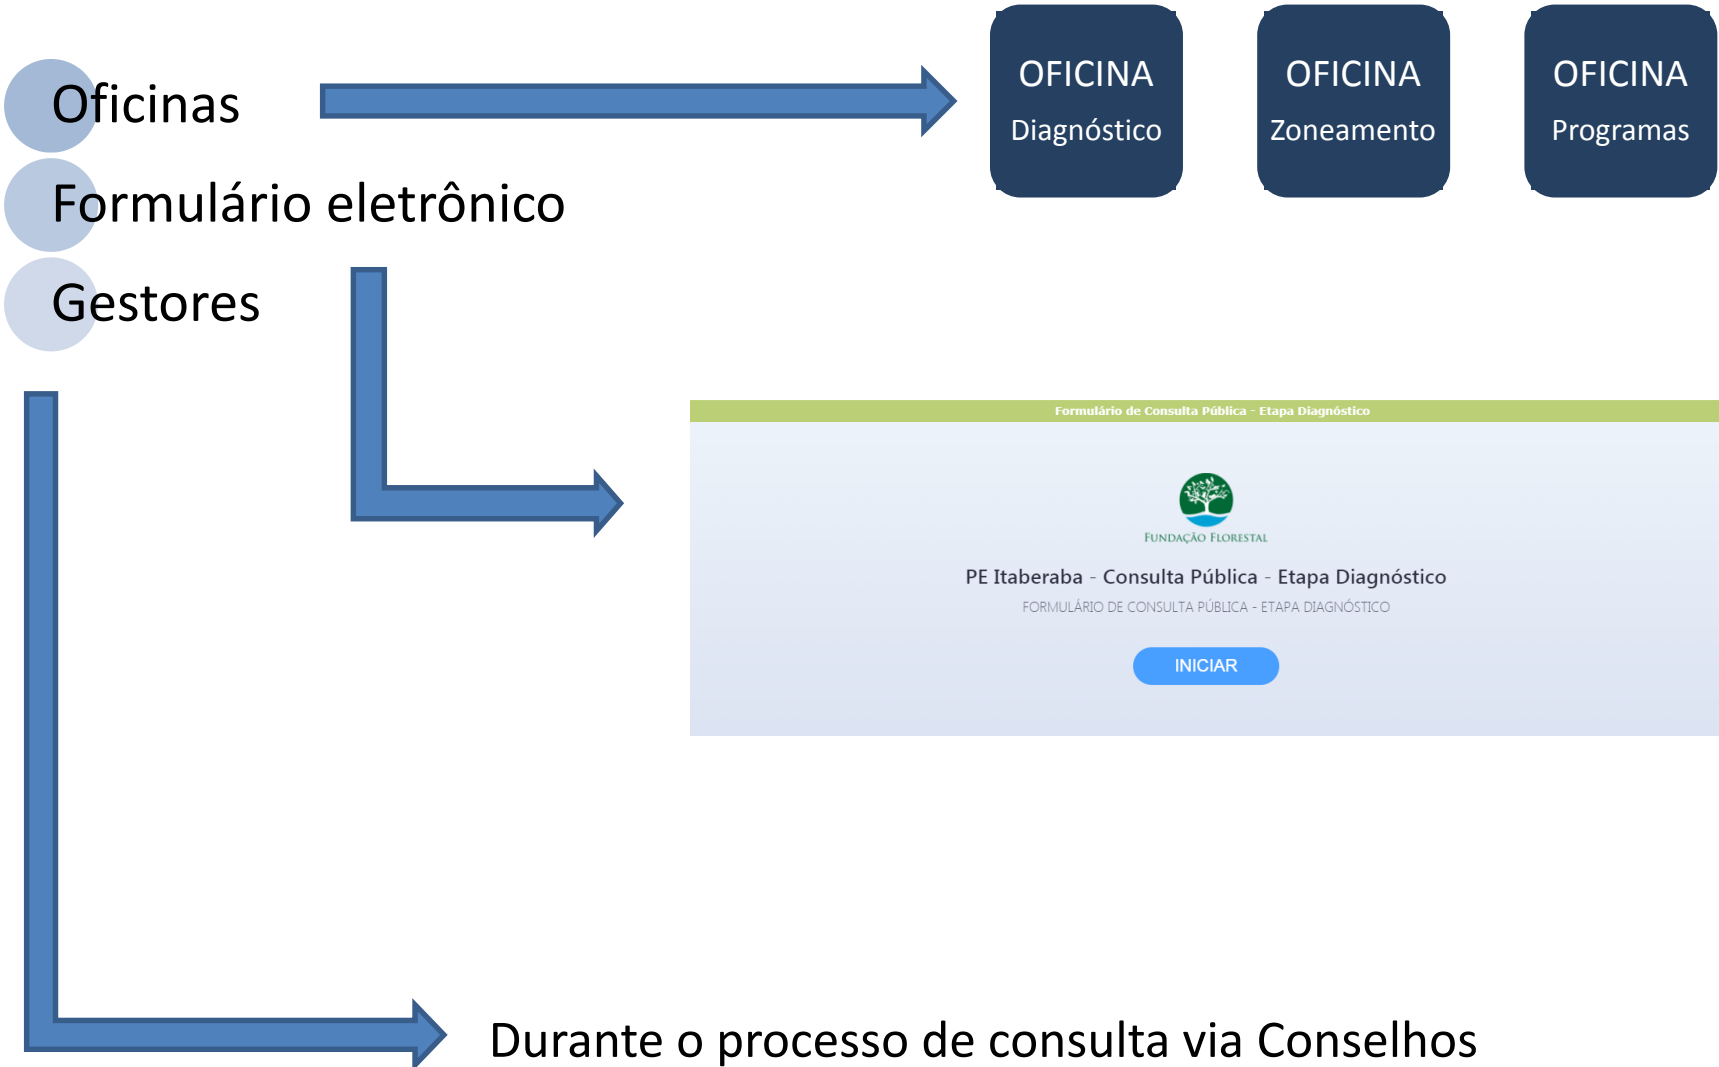 Oficinas
Formulário eletrônico
Gestores
OFICINA
Diagnóstico
OFICINA
Zoneamento
OFICINA
Programas
Formulário de Consulta Pública - Etapa Diagnóstico
FUNDAÇÃO FLORESTAL
PE Itaberaba - Consulta Pública - Etapa Diagnóstico
FORMULÁRIO DE CONSULTA PÚBLICA - ETAPA DIAGNÓSTICO
INICIAR
Durante o processo de consulta via Conselhos